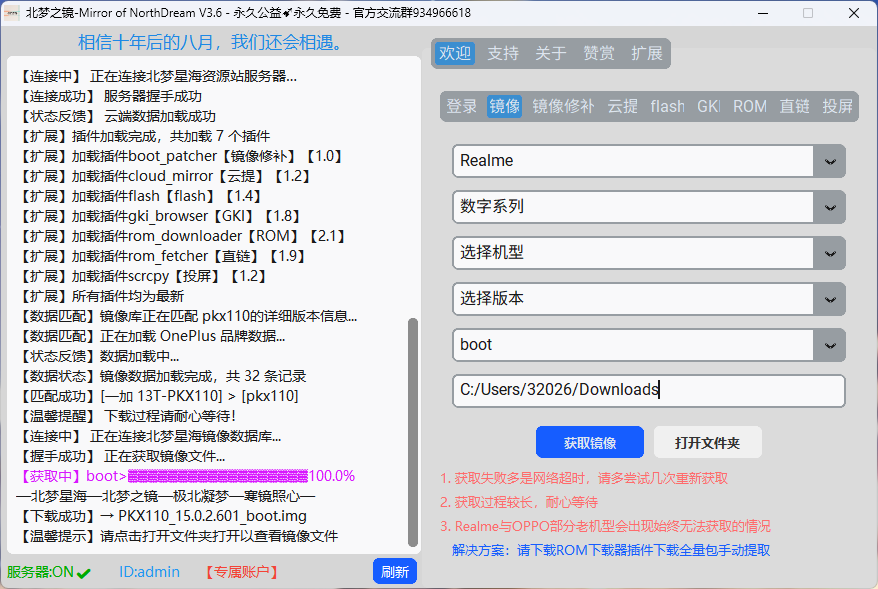 北梦之镜-Mirror of NorthDream V3.6 - 永久公益💕永久免费 - 官方交流群934966618
相信十年后的八月，我们还会相遇。
【连接中】 正在连接北梦星海资源站服务器...
【连接成功】 服务器握手成功
【状态反馈】 云端数据加载成功
【扩展】插件加载完成，共加载 7 个插件
【扩展】加载插件boot_patcher【镜像修补】【1.0】
【扩展】加载插件cloud_mirror【云提】【1.2】
【扩展】加载插件flash【flash】【1.4】
【扩展】加载插件gki_browser【GKI】【1.8】
【扩展】加载插件rom_downloader【ROM】【2.1】
【扩展】加载插件rom_fetcher【直链】【1.9】
【扩展】加载插件scrcpy【投屏】【1.2】
【扩展】所有插件均为最新
【数据匹配】镜像库正在匹配 pkx110的详细版本信息...
【数据匹配】正在加载 OnePlus 品牌数据...
【状态反馈】数据加载中...
【数据状态】镜像数据加载完成，共 32 条记录
【匹配成功】[一加 13T-PKX110] > [pkx110]
【温馨提醒】 下载过程请耐心等待！
【连接中】 正在连接北梦星海镜像数据库...
【握手成功】 正在获取镜像文件...
【获取中】boot>▓▓▓▓▓▓▓▓▓▓▓▓▓▓▓▓▓▓▓▓100.0%
—北梦星海—北梦之镜—极北凝梦—寒镜照心—
【下载成功】→ PKX110_15.0.2.601_boot.img
【温馨提示】请点击打开文件夹打开以查看镜像文件
服务器:ON✔
ID:admin
【专属账户】
刷新
欢迎 支持 关于 赞赏 扩展
登录 镜像 镜像修补 云提 flash GKI ROM 直链 投屏
Realme
数字系列
选择机型
选择版本
boot
C:/Users/32026/Downloads
获取镜像
打开文件夹
1. 获取失败多是网络超时，请多尝试几次重新获取
2. 获取过程较长，耐心等待
3. Realme与OPPO部分老机型会出现始终无法获取的情况
解决方案：请下载ROM下载器插件下载全量包手动提取